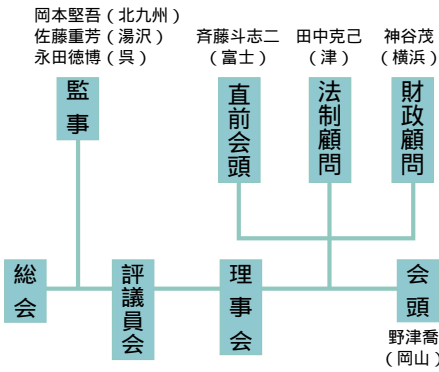 岡本堅吾（北九州）
佐藤重芳（湯沢）
永田徳博（呉）
監事
斉藤斗志二
（富士）
直前会頭
田中克己
（津）
法制顧問
神谷茂
（横浜）
財政顧問
総会
評議員会
理事会
会頭
野津喬
（岡山）